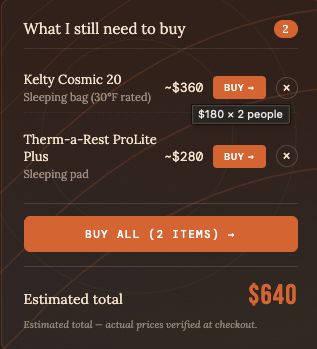 What I still need to buy 2
Kelty Cosmic 20 ~$360 BUY → ×
Sleeping bag (30°F rated)
$180 × 2 people
Therm-a-Rest ProLite
Plus ~$280 BUY → ×
Sleeping pad
BUY ALL (2 ITEMS) →
Estimated total $640
Estimated total — actual prices verified at checkout.